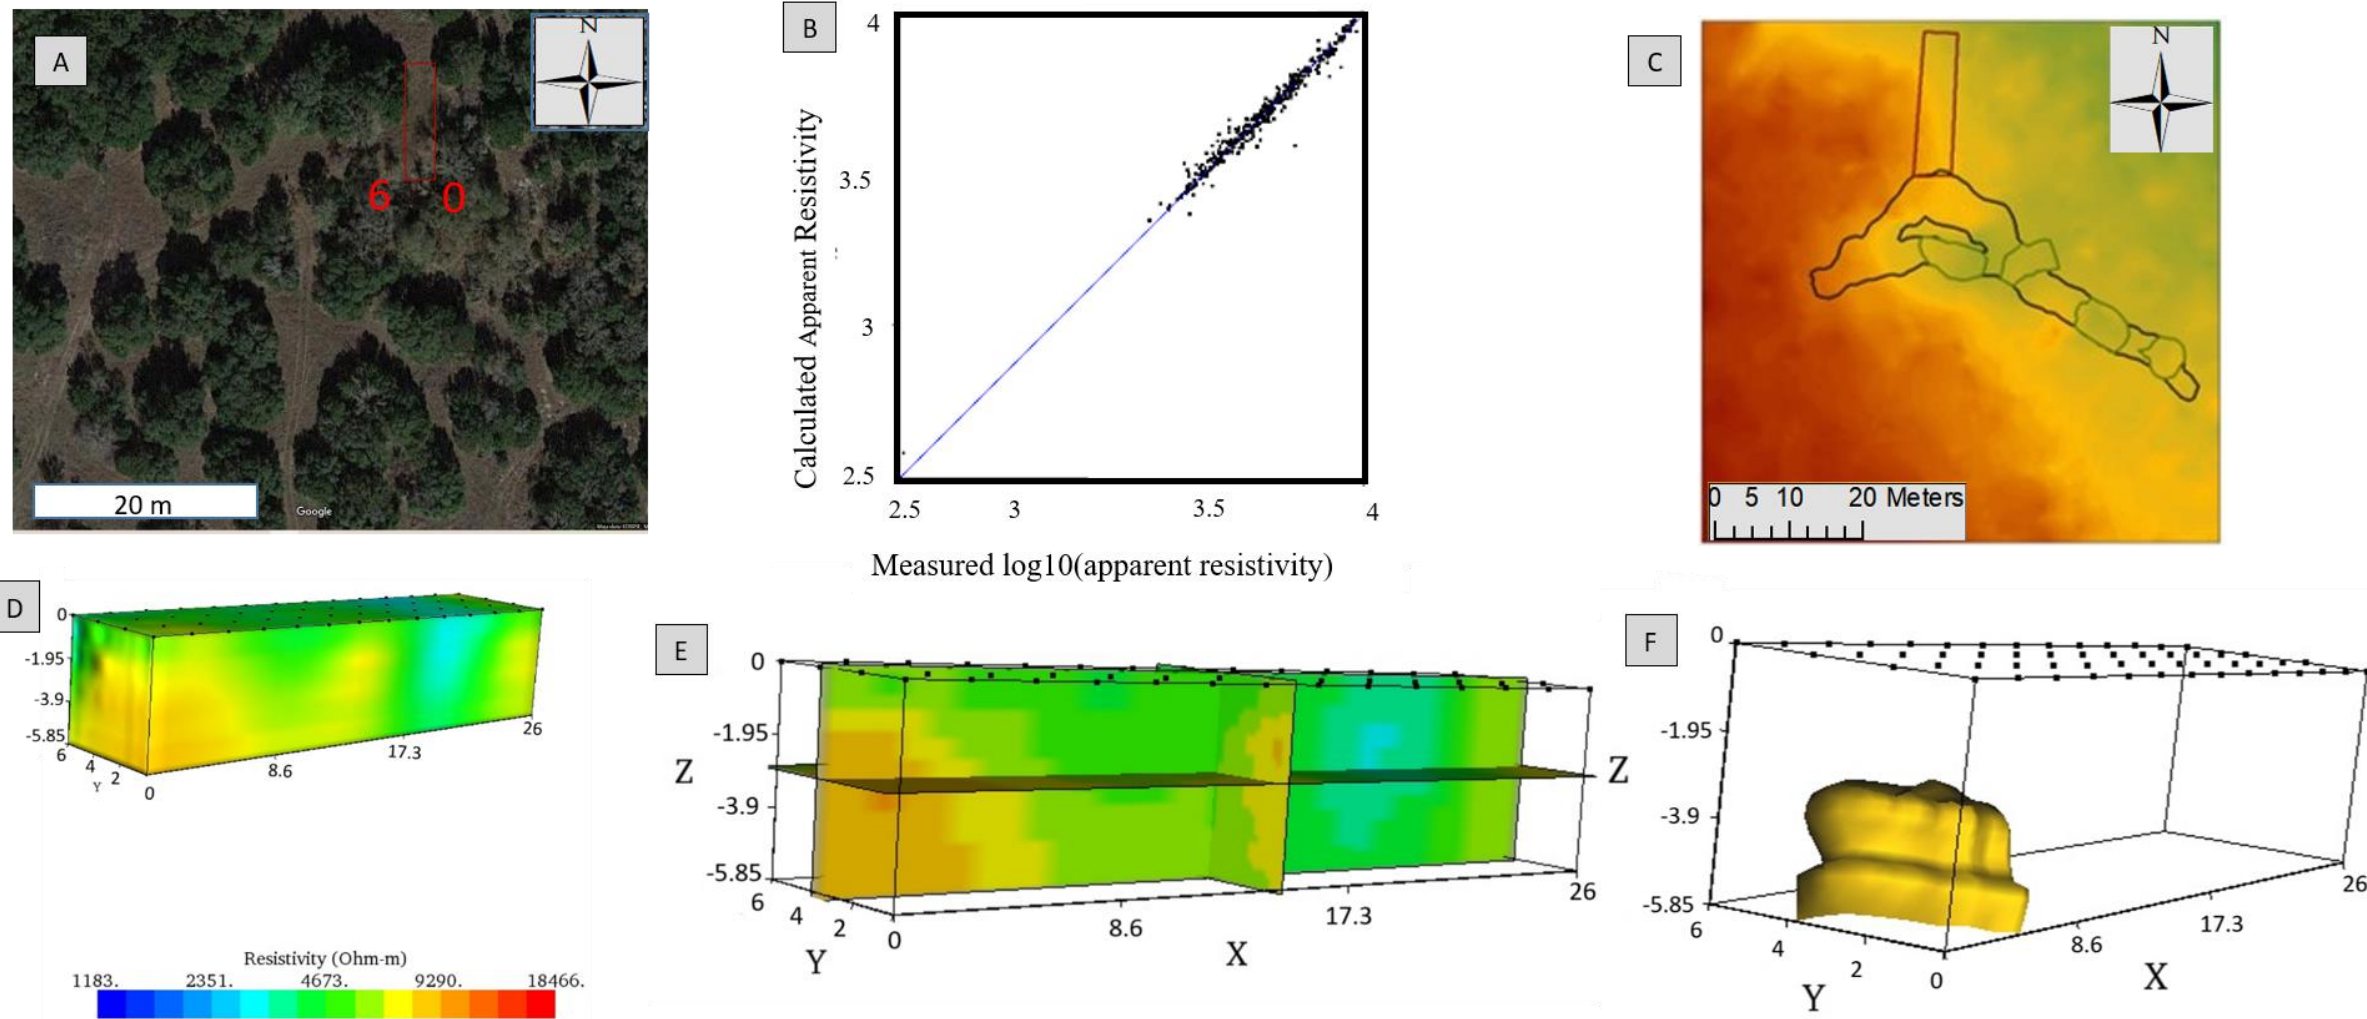 A
N
6 0
20 m
Google
B
4
3.5
3
2.5
2.5 3 3.5 4
Calculated Apparent Resistivity
Measured log10(apparent resistivity)
C
N
0 5 10 20 Meters
D
0
-1.95
-3.9
-5.85
6
4
2
Y
0
8.6
17.3
26
Resistivity (Ohm-m)
1183. 2351. 4673. 9290. 18466.
E
0
-1.95
Z
-3.9
-5.85
6
4
2
0
Y
8.6
X
17.3
26
Z
F
0
-1.95
-3.9
-5.85
6
4
2
0
Y
8.6
X
17.3
26